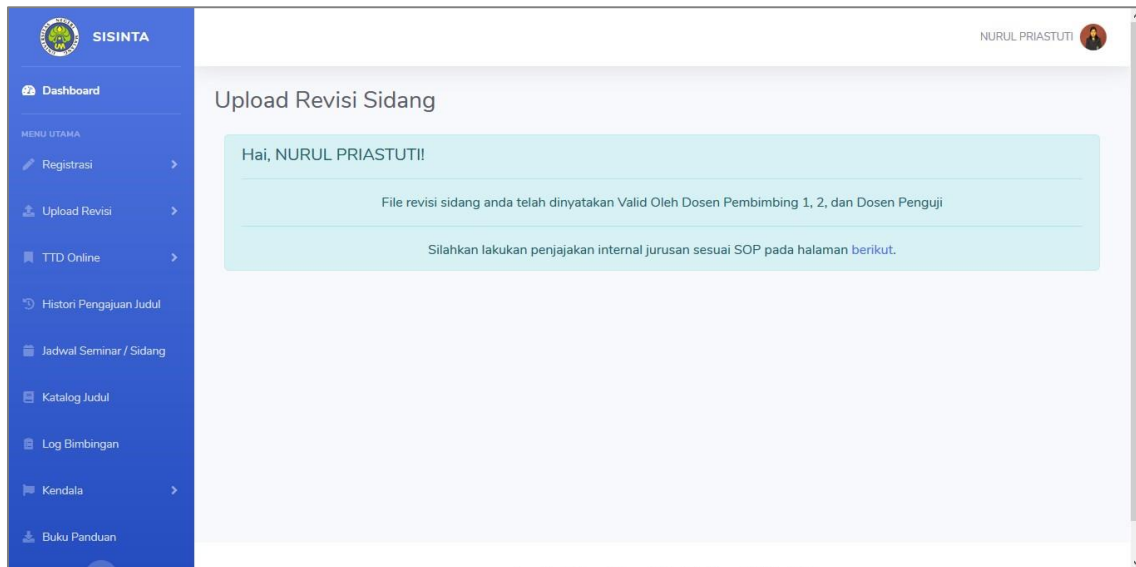 SISINTA
NURUL PRIASTUTI
Dashboard
MENU UTAMA
Registrasi
Upload Revisi
TTD Online
Histori Pengajuan Judul
Jadwal Seminar / Sidang
Katalog Judul
Log Bimbingan
Kendala
Buku Panduan
Upload Revisi Sidang
Hai, NURUL PRIASTUTI!
File revisi sidang anda telah dinyatakan Valid Oleh Dosen Pembimbing 1, 2, dan Dosen Penguji
Silahkan lakukan penjajakan internal jurusan sesuai SOP pada halaman berikut.